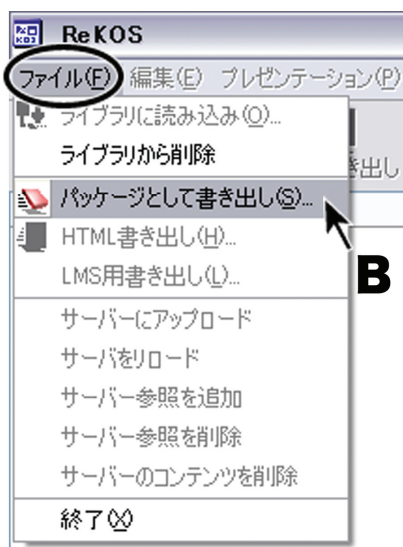 ReKOS
ファイル(F) 編集(E) プレゼンテーション(P)
ライブラリに読み込み(O)...
ライブラリから削除
き出し
パッケージとして書き出し(S)...
HTML書き出し(H)...
LMS用書き出し(L)...
B
サーバーにアップロード
サーバをリロード
サーバー参照を追加
サーバー参照を削除
サーバーのコンテンツを削除
終了(X)